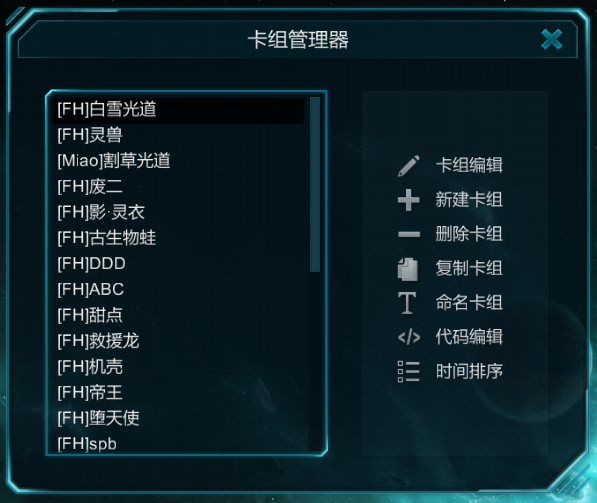 卡组管理器
[FH]白雪光道
[FH]灵兽
[Miao]割草光道
[FH]废二
[FH]影·灵衣
[FH]古生物蛙
[FH]DDD
[FH]ABC
[FH]甜点
[FH]救援龙
[FH]机壳
[FH]帝王
[FH]堕天使
[FH]spb
卡组编辑
新建卡组
删除卡组
复制卡组
命名卡组
代码编辑
时间排序